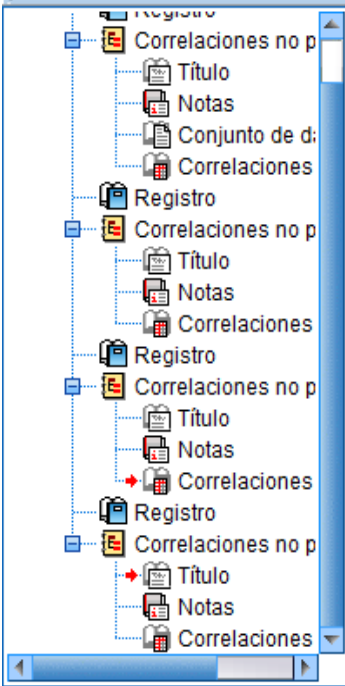 Registro
Correlaciones no p
Título
Notas
Conjunto de da
Correlaciones
Registro
Correlaciones no p
Título
Notas
Correlaciones
Registro
Correlaciones no p
Título
Notas
Correlaciones
Registro
Correlaciones no p
Título
Notas
Correlaciones